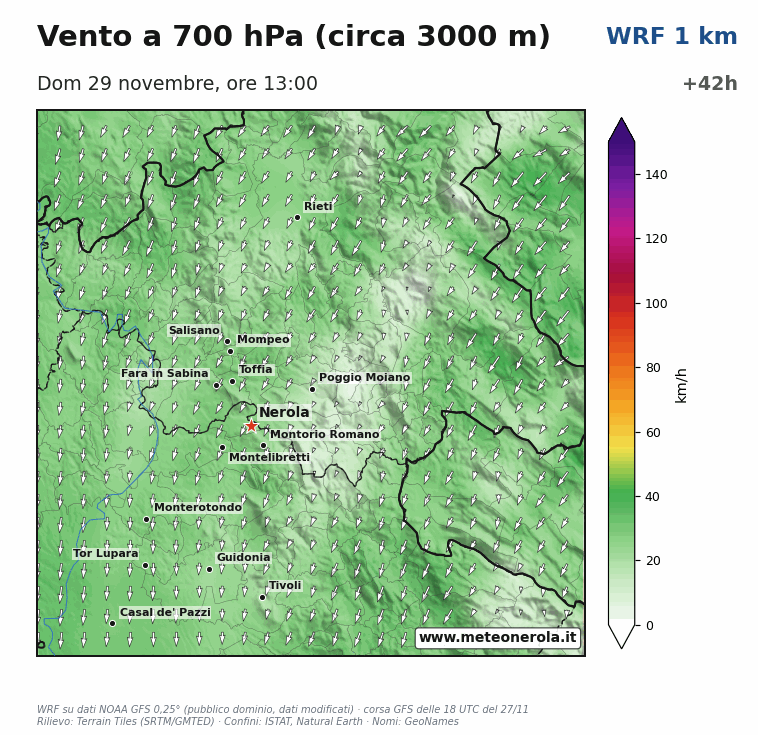 Vento a 700 hPa (circa 3000 m)
WRF 1 km
Dom 29 novembre, ore 13:00
+42h
Rieti
Salisano
Mompeo
Toffia
Fara in Sabina
Poggio Moiano
Nerola
Montorio Romano
Montelibretti
Monterotondo
Tor Lupara
Guidonia
Tivoli
Casal de' Pazzi
www.meteonerola.it
140
120
100
80
60
40
20
0
km/h
WRF su dati NOAA GFS 0,25° (pubblico dominio, dati modificati) · corsa GFS delle 18 UTC del 27/11
Rilievo: Terrain Tiles (SRTM/GMTED) · Confini: ISTAT, Natural Earth · Nomi: GeoNames